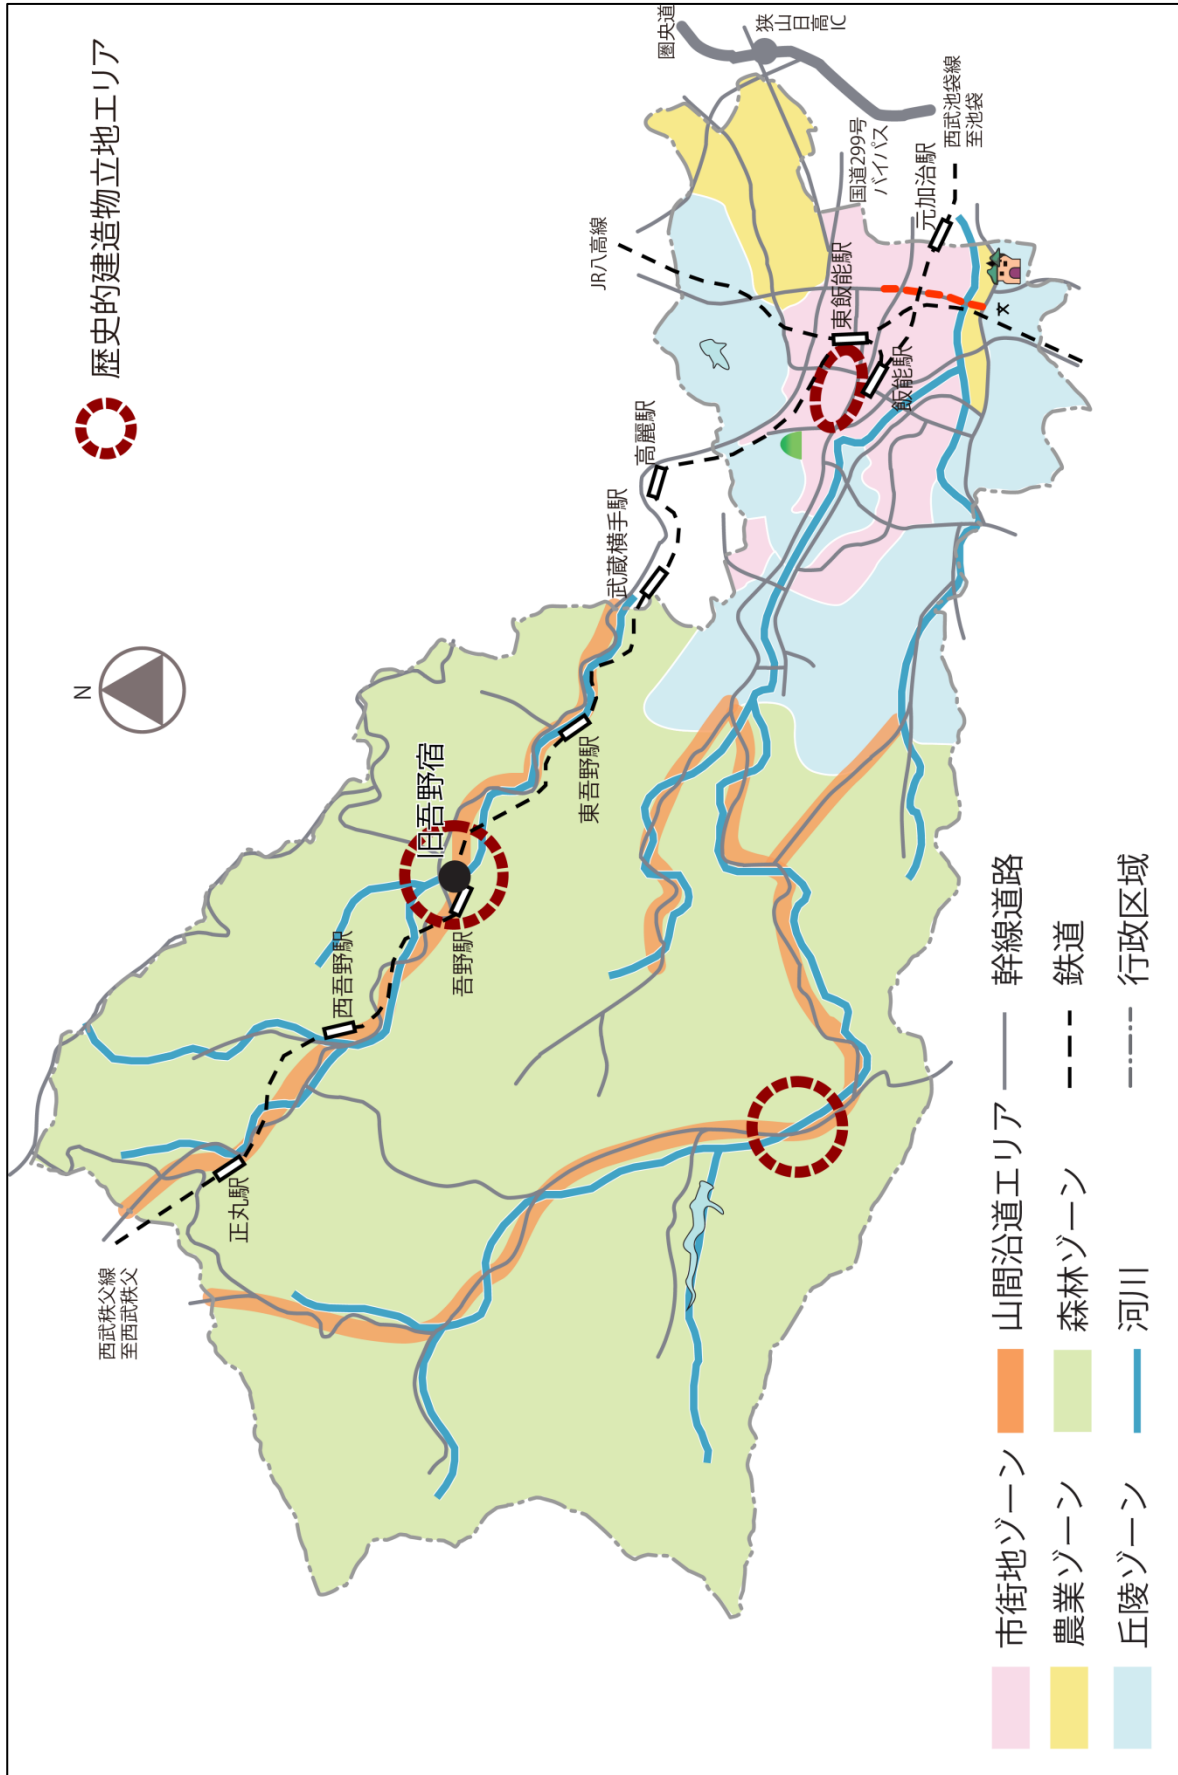 歴史的建造物立地エリア
N
圏央道
狭山日高IC
国道299号
バイパス
西武池袋線
至池袋
元加治駅
JR八高線
東飯能駅
飯能駅
高麗駅
武蔵横手駅
東吾野駅
旧吾野宿
吾野駅
西吾野駅
正丸駅
西武秩父線
至西武秩父
市街地ゾーン
山間沿道エリア
幹線道路
農業ゾーン
森林ゾーン
鉄道
丘陵ゾーン
河川
行政区域